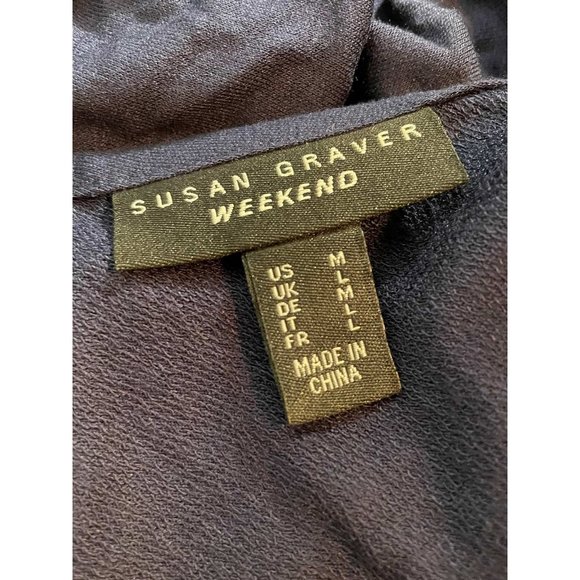 SUSAN GRAVER
WEEKEND
US M
UK L
DE M
IT L
FR L
MADE IN
CHINA